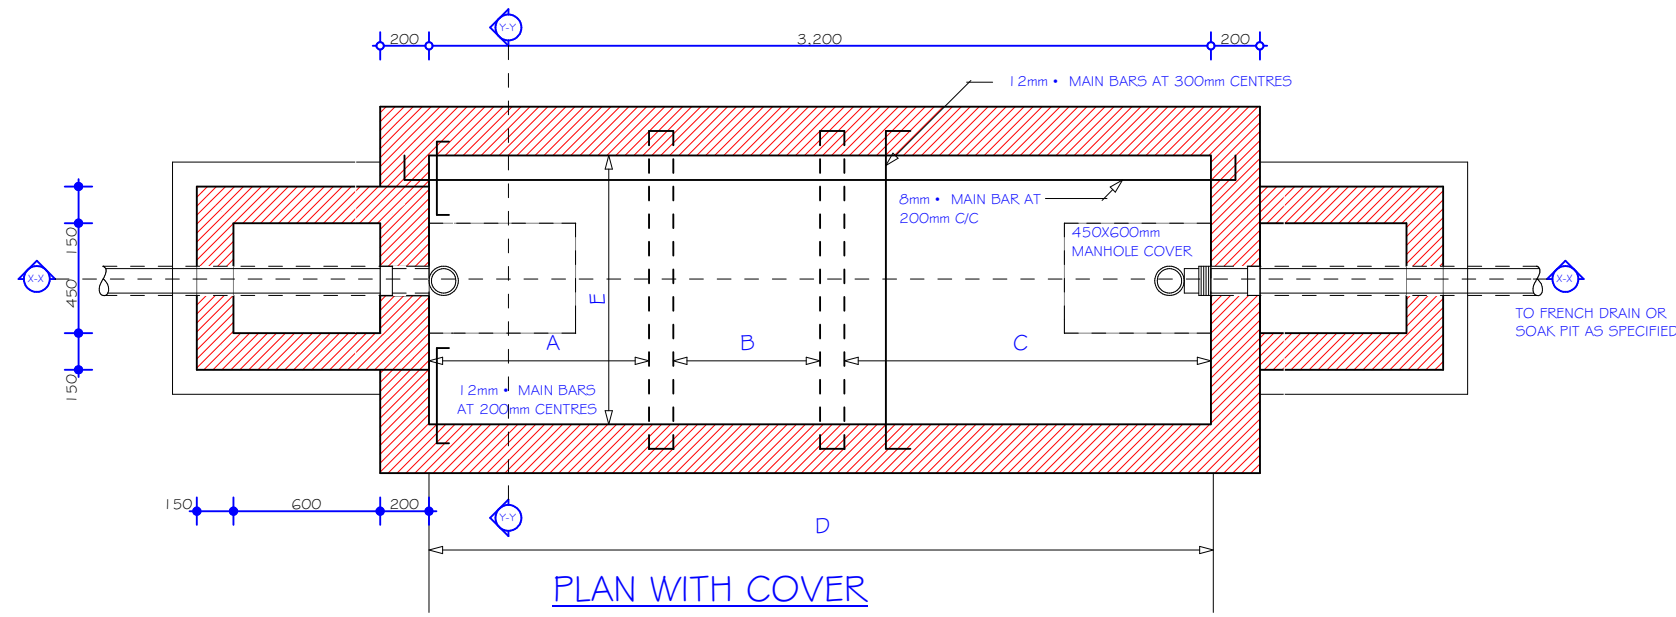 Y-Y
200
3,200
200
12mm • MAIN BARS AT 300mm CENTRES
8mm • MAIN BAR AT
200mm C/C
450X600mm
MANHOLE COVER
150
450
150
X-X
X-X
E
TO FRENCH DRAIN OR
SOAK PIT AS SPECIFIED
A
B
C
12mm • MAIN BARS
AT 200mm CENTRES
150
600
200
Y-Y
D
PLAN WITH COVER